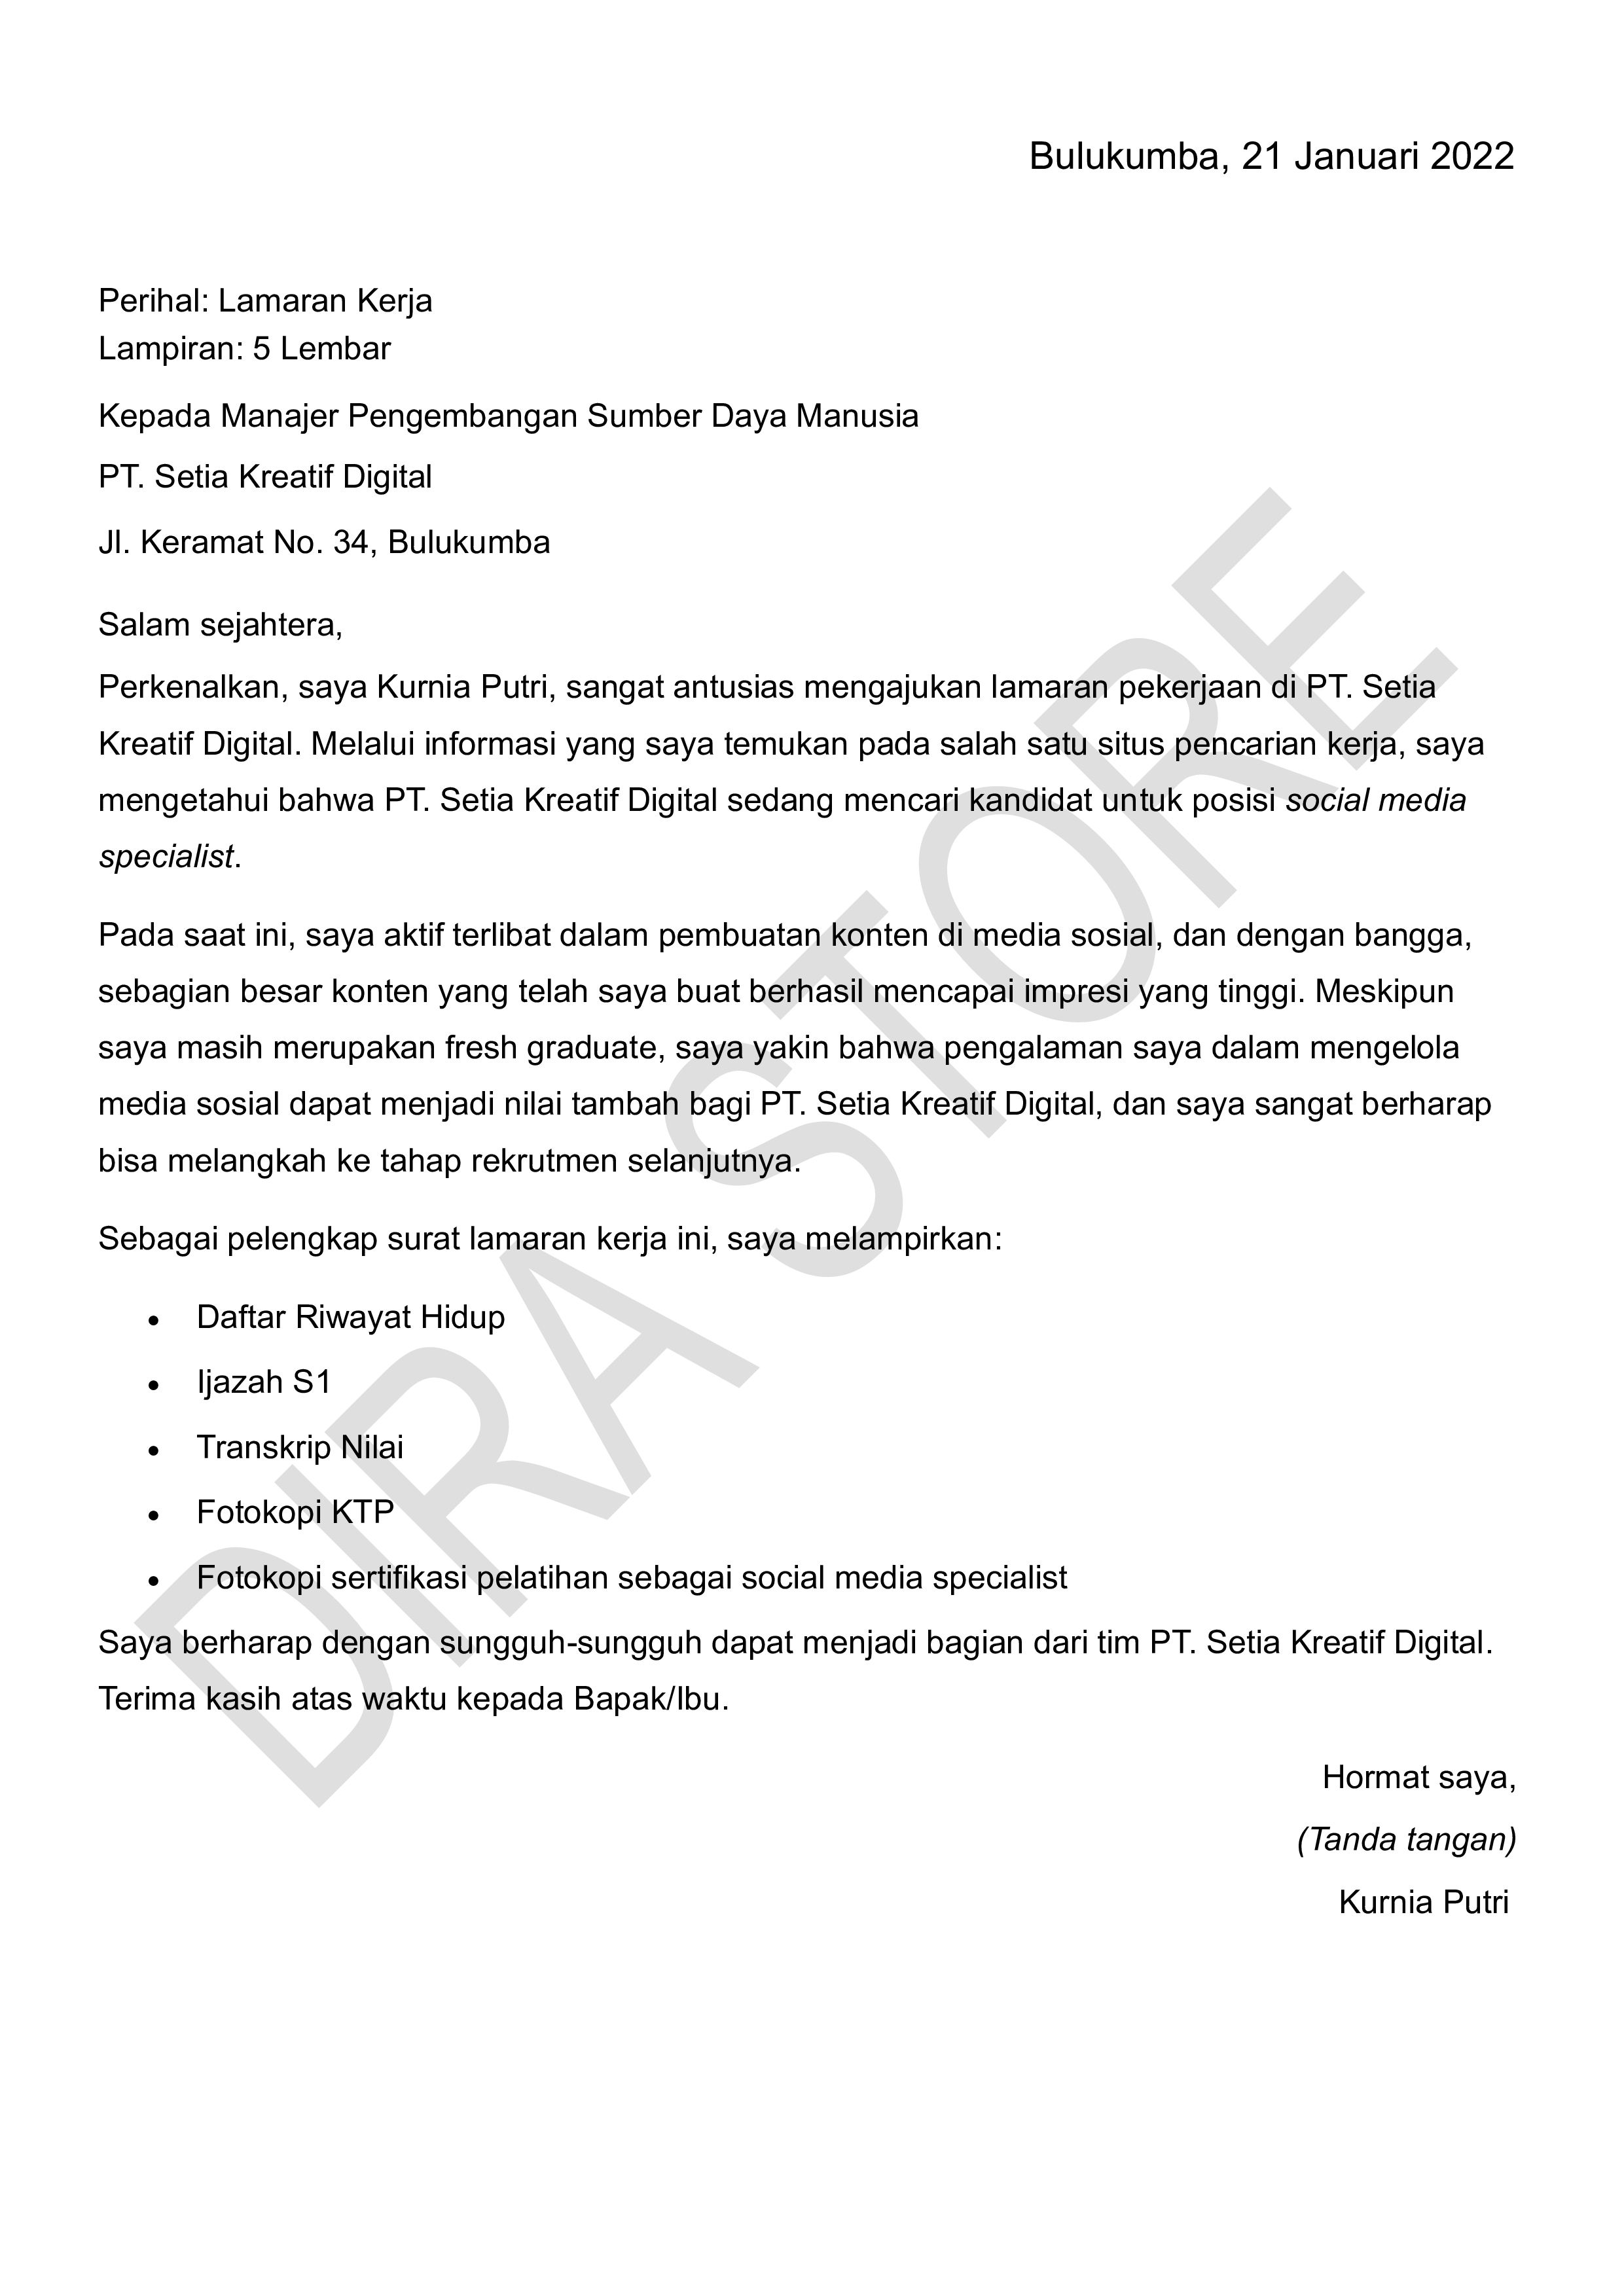 Bulukumba, 21 Januari 2022
Perihal: Lamaran Kerja
Lampiran: 5 Lembar
Kepada Manajer Pengembangan Sumber Daya Manusia
PT. Setia Kreatif Digital
Jl. Keramat No. 34, Bulukumba
Salam sejahtera,
Perkenalkan, saya Kurnia Putri, sangat antusias mengajukan lamaran pekerjaan di PT. Setia
Kreatif Digital. Melalui informasi yang saya temukan pada salah satu situs pencarian kerja, saya
mengetahui bahwa PT. Setia Kreatif Digital sedang mencari kandidat untuk posisi social media
specialist.
Pada saat ini, saya aktif terlibat dalam pembuatan konten di media sosial, dan dengan bangga,
sebagian besar konten yang telah saya buat berhasil mencapai impresi yang tinggi. Meskipun
saya masih merupakan fresh graduate, saya yakin bahwa pengalaman saya dalam mengelola
media sosial dapat menjadi nilai tambah bagi PT. Setia Kreatif Digital, dan saya sangat berharap
bisa melangkah ke tahap rekrutmen selanjutnya.
Sebagai pelengkap surat lamaran kerja ini, saya melampirkan:
• Daftar Riwayat Hidup
• Ijazah S1
• Transkrip Nilai
• Fotokopi KTP
• Fotokopi sertifikasi pelatihan sebagai social media specialist
Saya berharap dengan sungguh-sungguh dapat menjadi bagian dari tim PT. Setia Kreatif Digital.
Terima kasih atas waktu kepada Bapak/Ibu.
Hormat saya,
(Tanda tangan)
Kurnia Putri
DIRA STORE